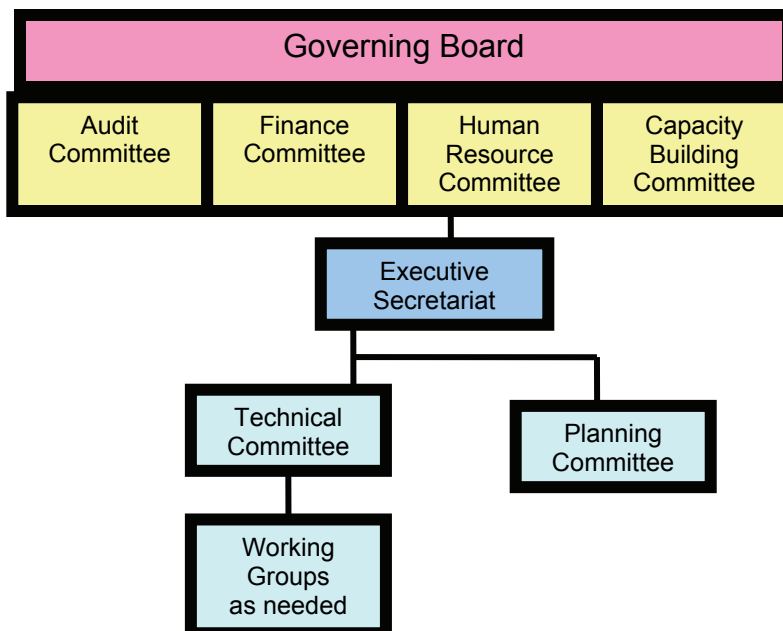 Governing Board
Audit
Committee
Finance
Committee
Human
Resource
Committee
Capacity
Building
Committee
Executive
Secretariat
Technical
Committee
Planning
Committee
Working
Groups
as needed